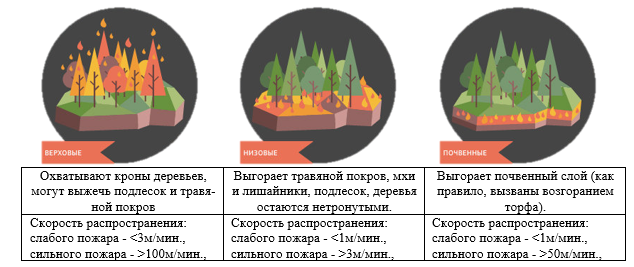 ВЕРХОВЫЕ
НИЗОВЫЕ
ПОЧВЕННЫЕ
Охватывают кроны деревьев,
могут выжечь подлесок и травя-
ной покров
Выгорает травяной покров, мхи
и лишайники, подлесок, деревья
остаются нетронутыми.
Выгорает почвенный слой (как
правило, вызваны возгоранием
торфа).
Скорость распространения:
слабого пожара - <3м/мин.,
сильного пожара - >100м/мин.,
Скорость распространения:
слабого пожара - <1м/мин.,
сильного пожара - >3м/мин.,
Скорость распространения:
слабого пожара - <1м/мин.,
сильного пожара - >50м/мин.,